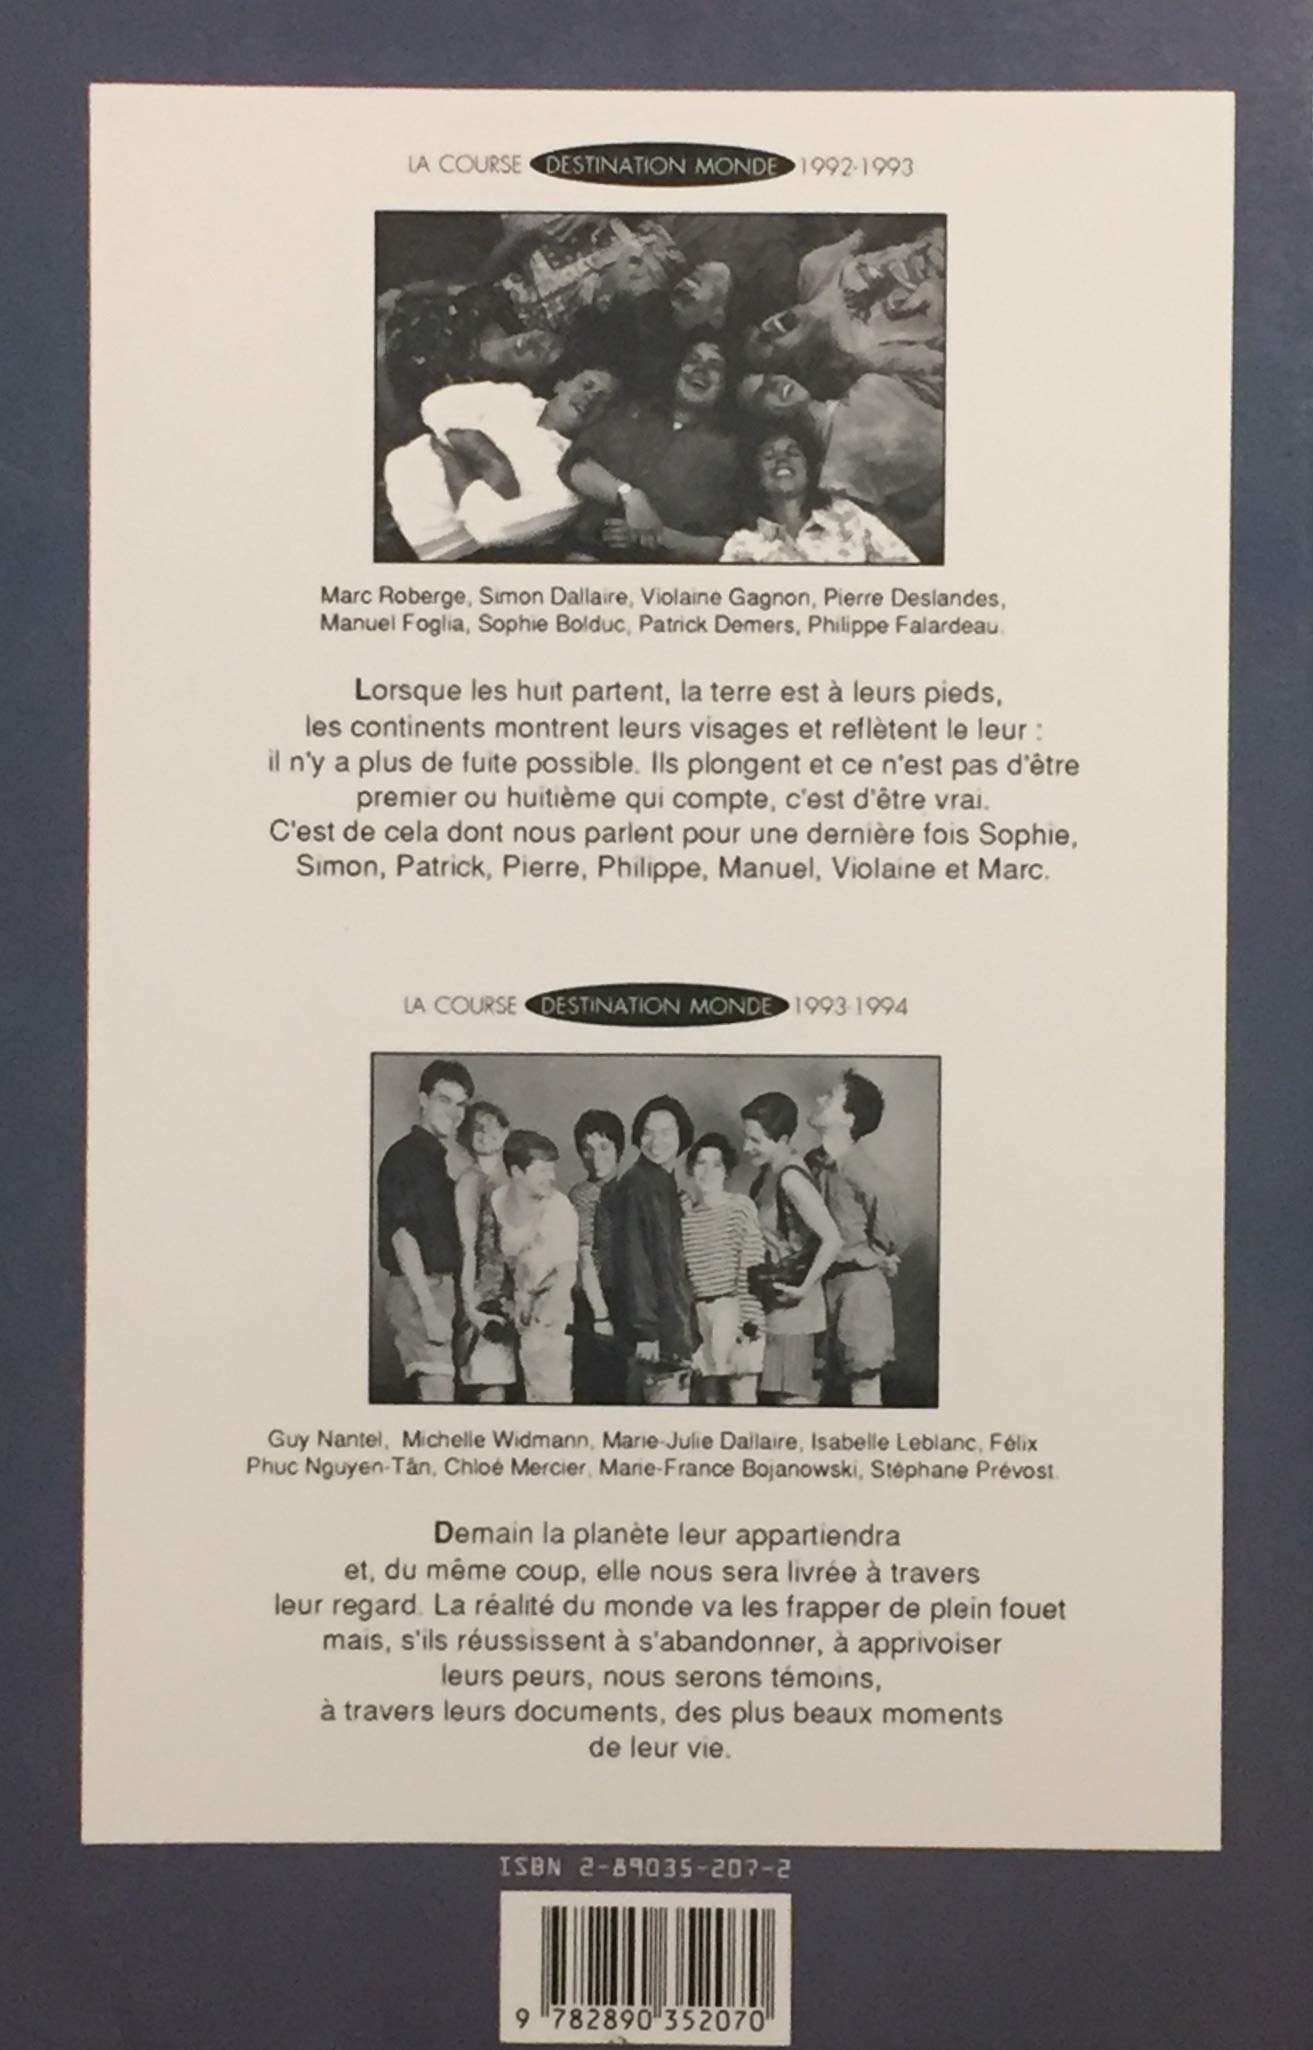 LA COURSE DESTINATION MONDE 1992-1993
Marc Roberge, Simon Dallaire, Violaine Gagnon, Pierre Deslandes,
Manuel Foglia, Sophie Bolduc, Patrick Demers, Philippe Falardeau.
Lorsque les huit partent, la terre est à leurs pieds,
les continents montrent leurs visages et reflètent le leur :
il n'y a plus de fuite possible. Ils plongent et ce n'est pas d'être
premier ou huitième qui compte, c'est d'être vrai.
C'est de cela dont nous parlent pour une dernière fois Sophie,
Simon, Patrick, Pierre, Philippe, Manuel, Violaine et Marc.
LA COURSE DESTINATION MONDE 1993-1994
Guy Nantel, Michelle Widmann, Marie-Julie Dallaire, Isabelle Leblanc, Félix
Phuc Nguyen-Tân, Chloé Mercier, Marie-France Bojanowski, Stéphane Prévost.
Demain la planète leur appartiendra
et, du même coup, elle nous sera livrée à travers
leur regard. La réalité du monde va les frapper de plein fouet
mais, s'ils réussissent à s'abandonner, à apprivoiser
leurs peurs, nous serons témoins,
à travers leurs documents, des plus beaux moments
de leur vie.
ISBN 2-89035-207-2
9 782890 352070